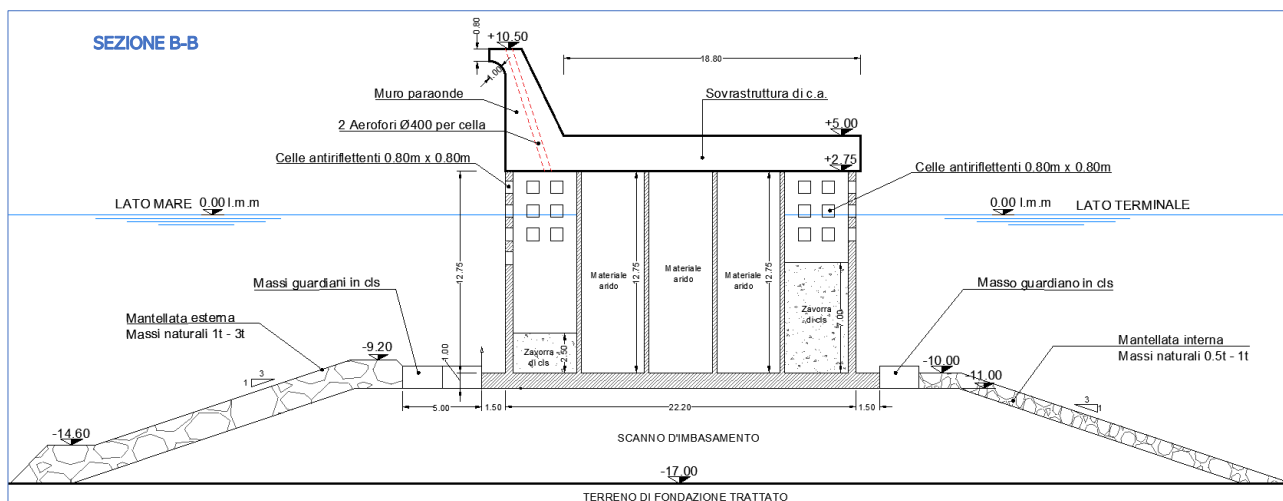 SEZIONE B-B
0.80
+10.50
18.80
1.00
Muro paraonde
Sovrastruttura di c.a.
2 Aerofori Ø400 per cella
+5.00
Celle antiriflettenti 0.80m x 0.80m
+2.75
Celle antiriflettenti 0.80m x 0.80m
LATO MARE 0.00 l.m.m
0.00 l.m.m LATO TERMINALE
12.75
12.75
12.75
Materiale
arido
Materiale
arido
Materiale
arido
Massi guardiani in cls
Masso guardiano in cls
Mantellata esterna
Massi naturali 1t - 3t
Zavorra
di cls
7.00
Mantellata interna
Massi naturali 0.5t - 1t
-9.20
1.00
Zavorra
di cls
2.50
-10.00
-11.00
3
1
3
1
5.00
1.50
22.20
1.50
-14.60
SCANNO D'IMBASAMENTO
-17.00
TERRENO DI FONDAZIONE TRATTATO